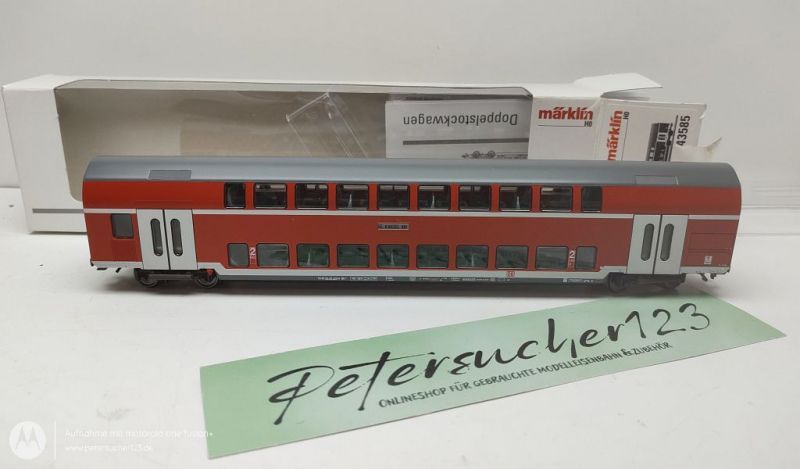 märklin
H0
märklin
H0
43585
Doppelstockwagen
2
2
DB
Petersucher123
ONLINESHOP FÜR GEBRAUCHTE MODELLEISENBAHN & ZUBEHÖR
Aufnahme mit motorola one fusion+
www.petersucher123.de